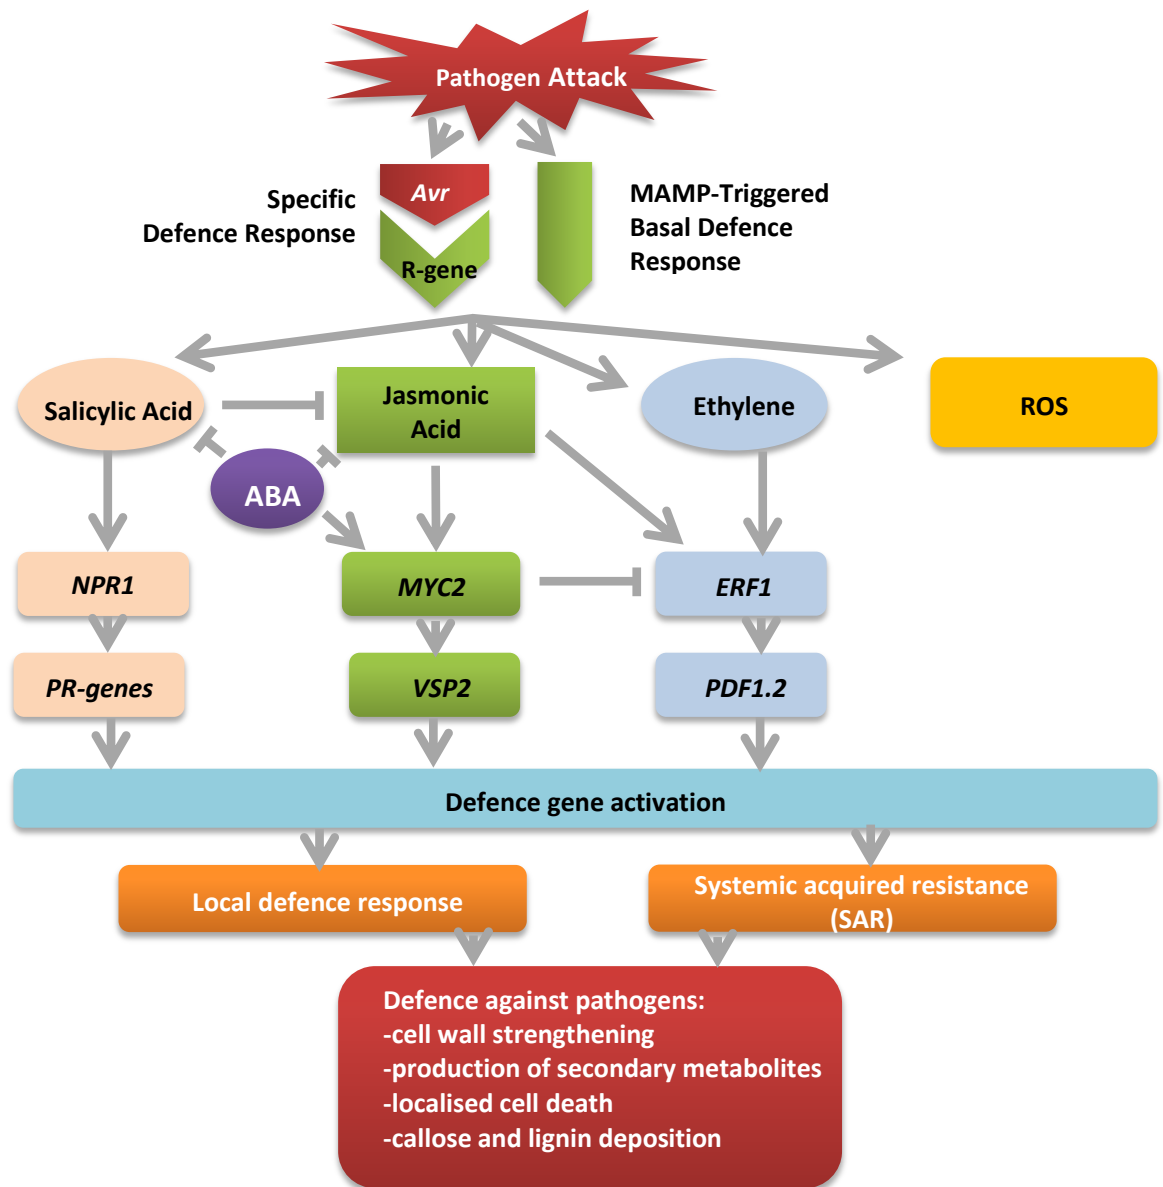 Pathogen Attack
Avr
Specific
Defence Response
R-gene
MAMP-Triggered
Basal Defence
Response
Salicylic Acid
Jasmonic
Acid
Ethylene
ROS
ABA
NPR1
MYC2
ERF1
PR-genes
VSP2
PDF1.2
Defence gene activation
Local defence response
Systemic acquired resistance
(SAR)
Defence against pathogens:
-cell wall strengthening
-production of secondary metabolites
-localised cell death
-callose and lignin deposition